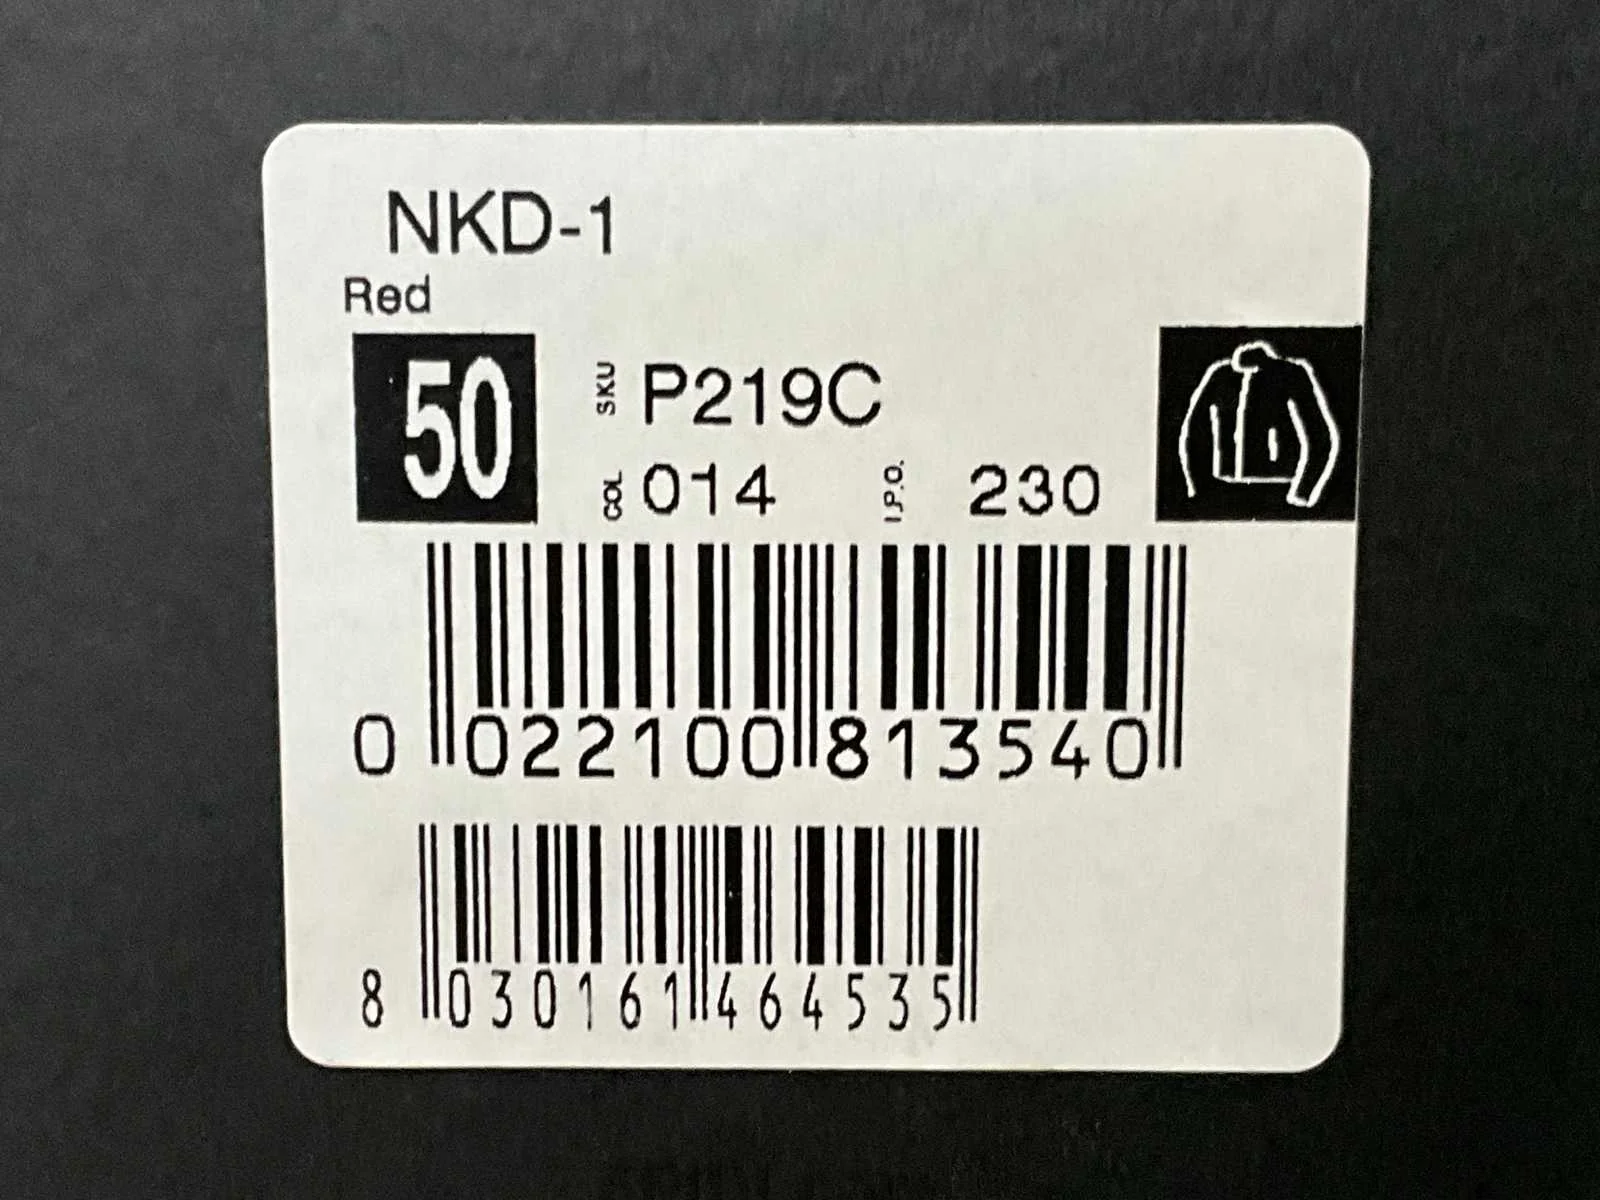 NKD-1
Red
50
SKU P219C
COL 014 I.P.O. 230
0 022100 813540
8 030161 464535